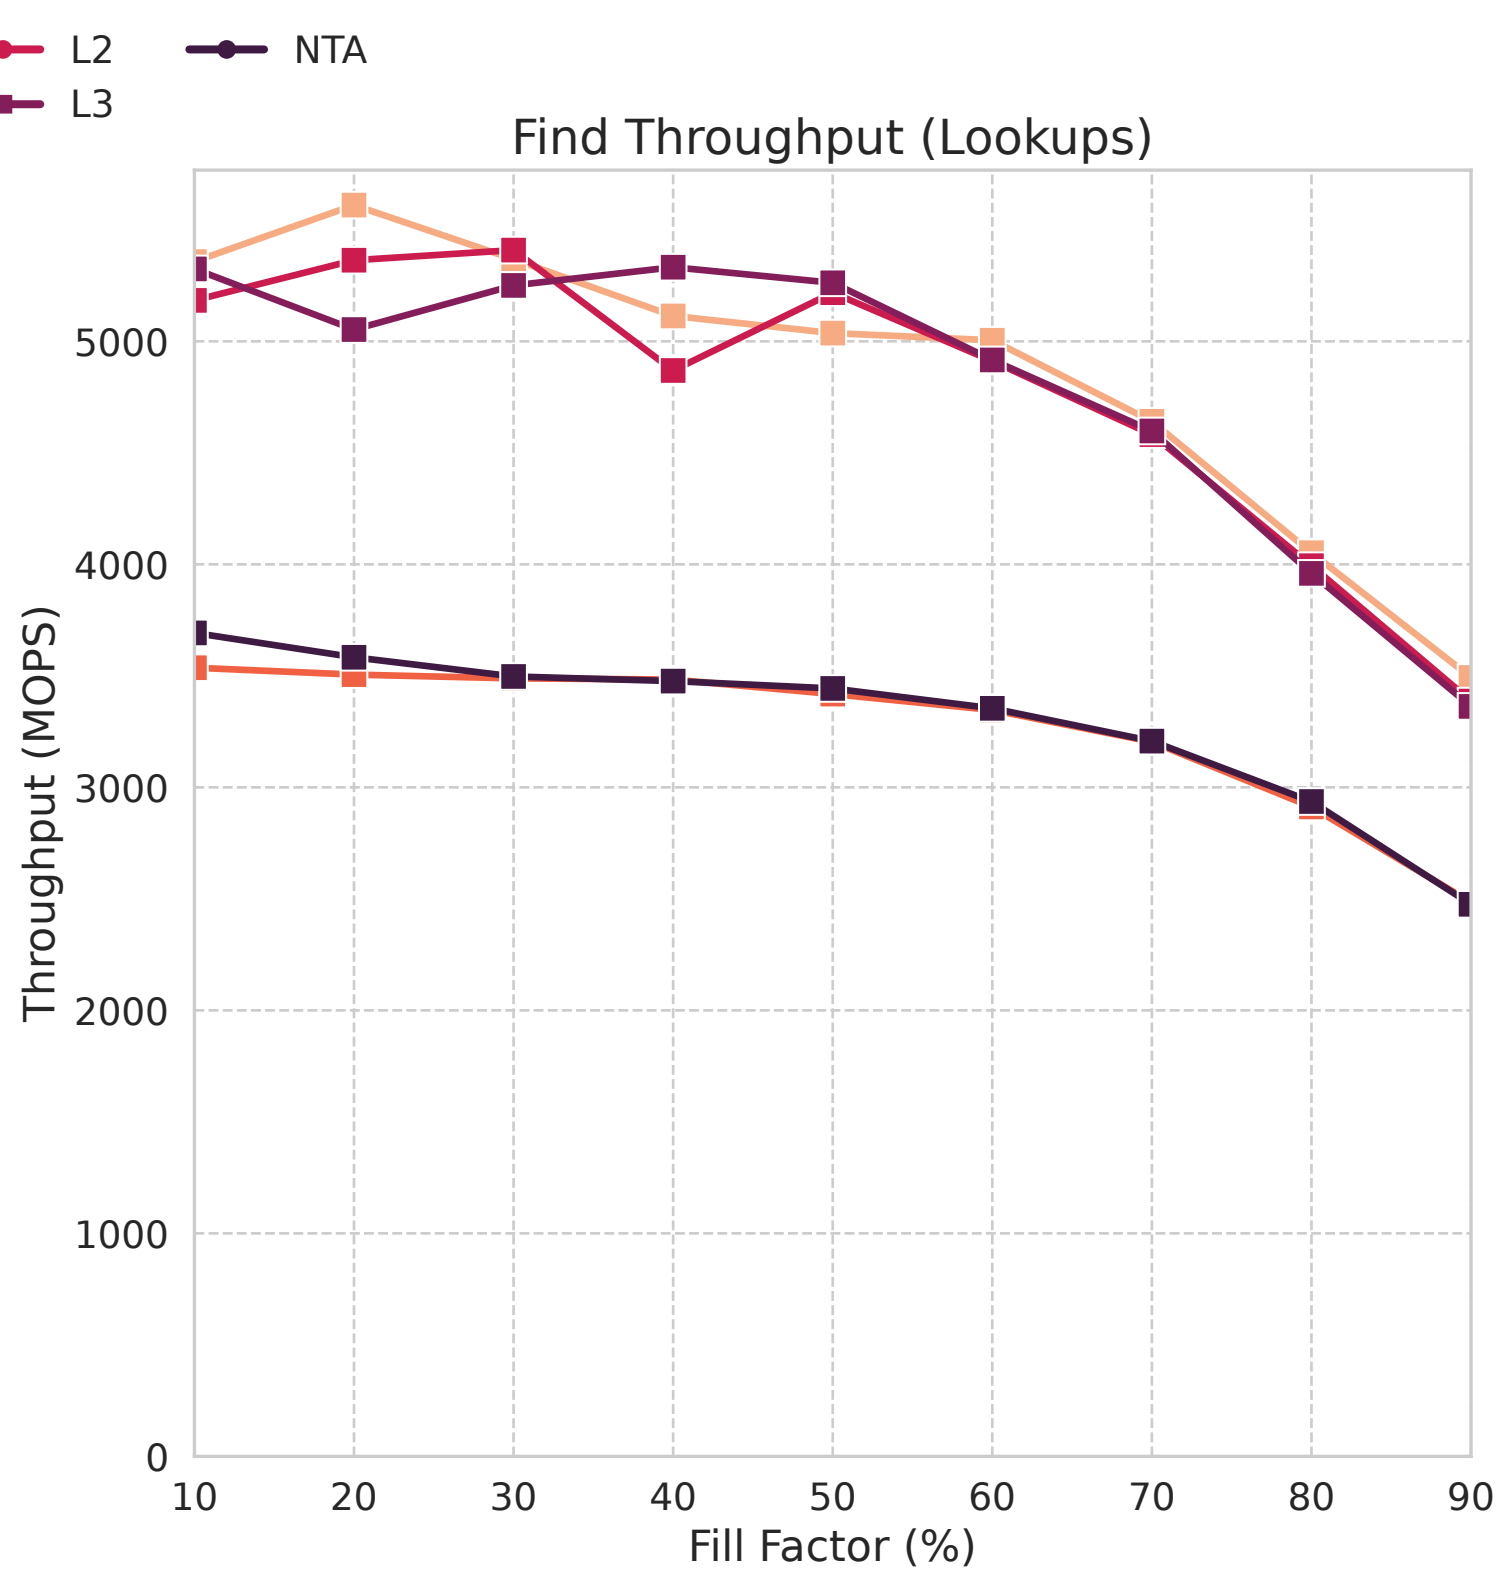 L2 NTA
L3
Find Throughput (Lookups)
Throughput (MOPS)
5000
4000
3000
2000
1000
0
10 20 30 40 50 60 70 80 90
Fill Factor (%)